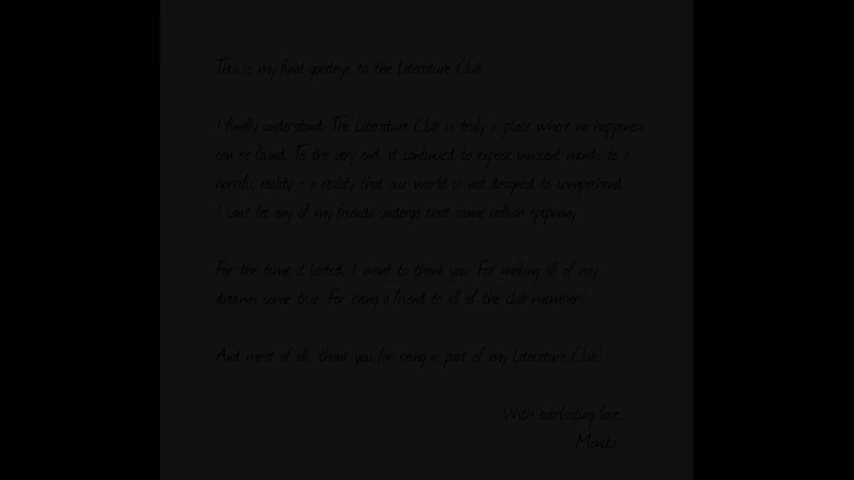 This is my final goodbye to the Literature Club.
I finally understand. The Literature Club is truly a place where no happiness
can be found. To the very end, it continued to expose innocent minds to a
horrific reality - a reality that our world is not designed to comprehend.
I can't let any of my friends undergo that same hellish epiphany.
For the time it lasted, I want to thank you. For making all of my
dreams come true. For being a friend to all of the club members.
And most of all, thank you for being a part of my Literature Club!
With everlasting love,
Monika